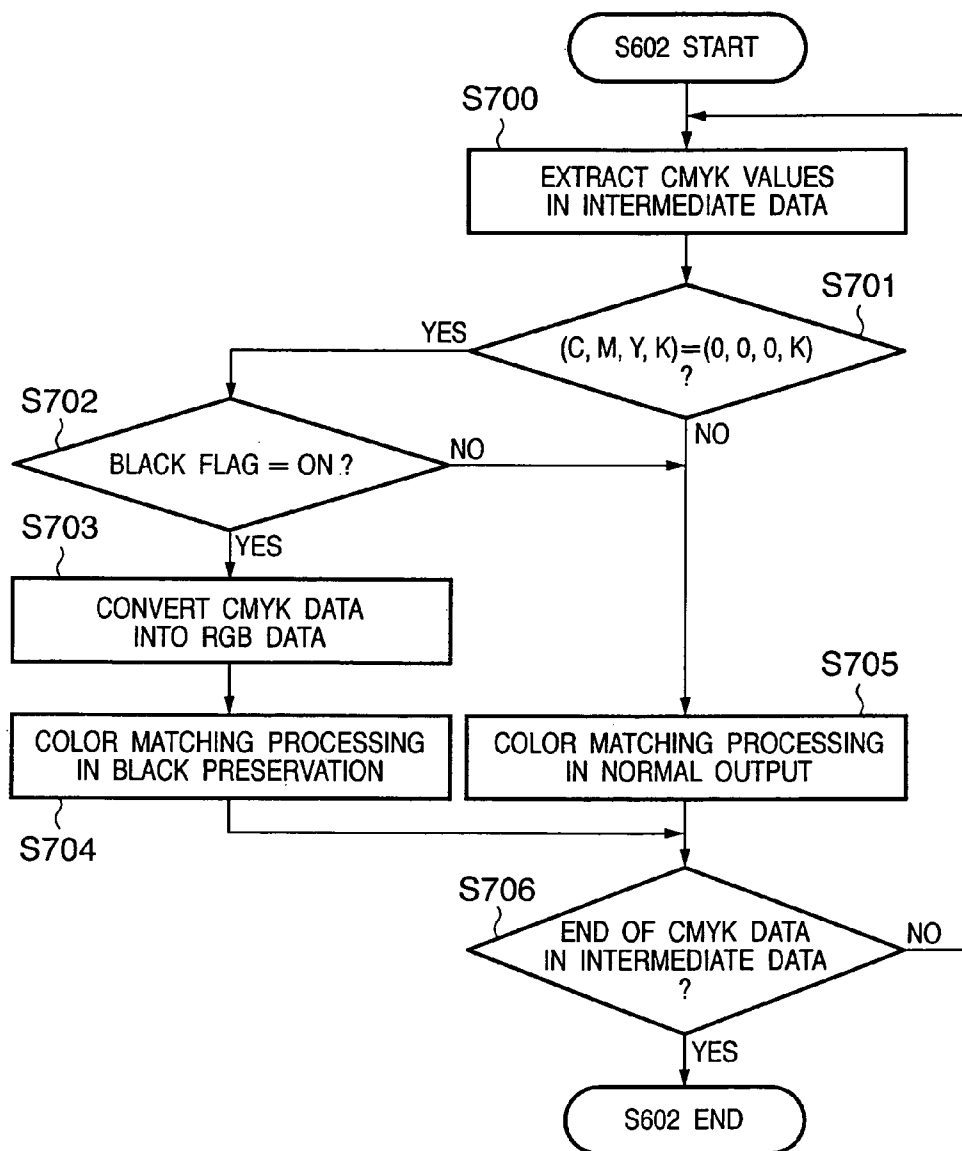 S602 START
S700
EXTRACT CMYK VALUES
IN INTERMEDIATE DATA
S701
(C, M, Y, K)=(0, 0, 0, K)
?
YES
NO
S702
BLACK FLAG = ON ?
NO
YES
S703
CONVERT CMYK DATA
INTO RGB DATA
S705
COLOR MATCHING PROCESSING
IN BLACK PRESERVATION
S704
COLOR MATCHING PROCESSING
IN NORMAL OUTPUT
S706
END OF CMYK DATA
IN INTERMEDIATE DATA
?
NO
YES
S602 END